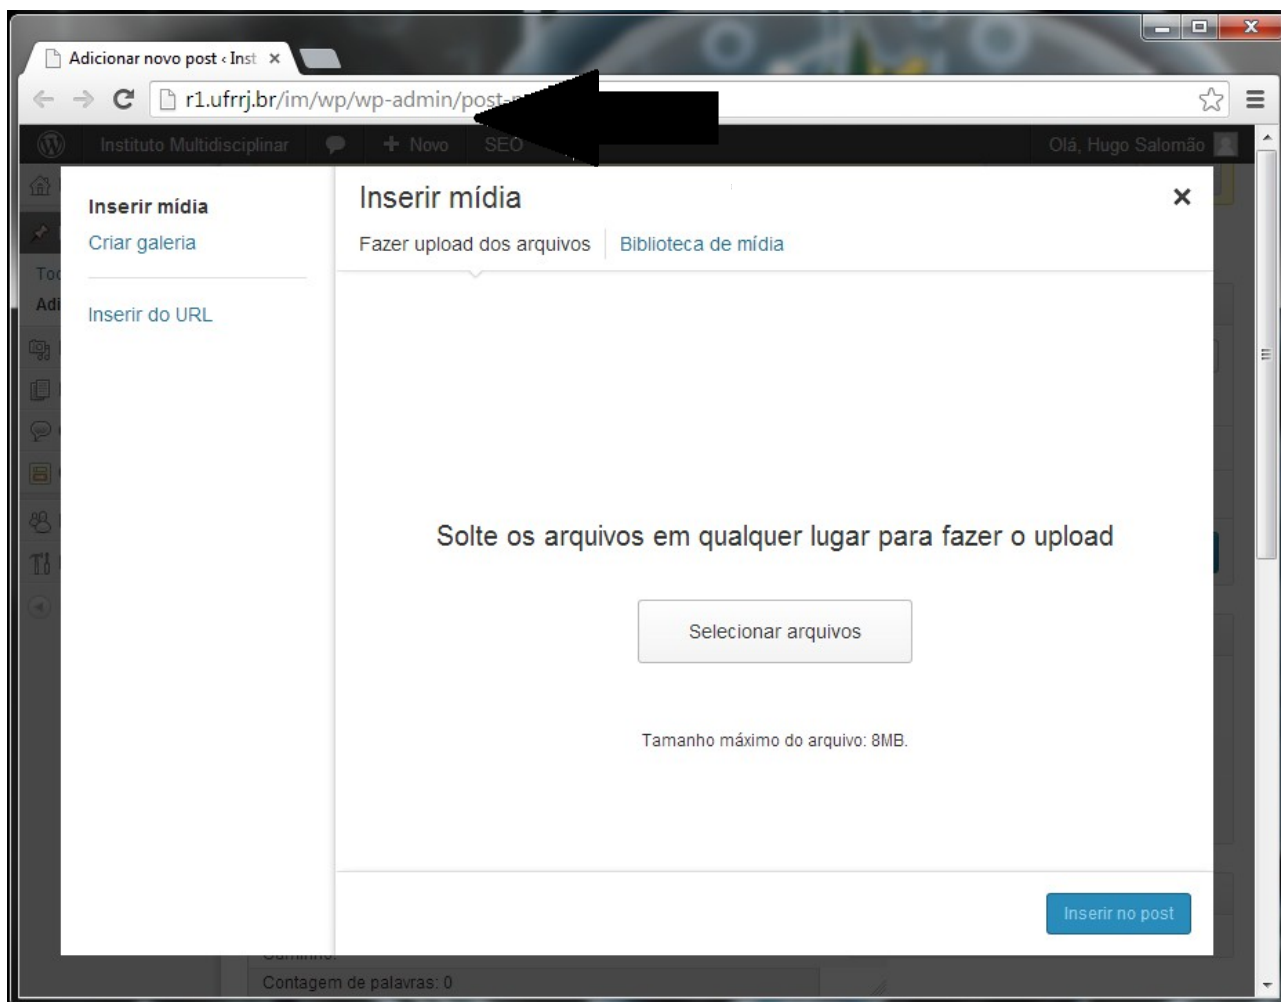 Adicionar novo post ‹ Inst
r1.ufrrj.br/im/wp/wp-admin/post-
Instituto Multidisciplinar + Novo SEO Olá, Hugo Salomão
Inserir mídia
Criar galeria
Inserir do URL
Inserir mídia
Fazer upload dos arquivos Biblioteca de mídia
Adi
Solte os arquivos em qualquer lugar para fazer o upload
Selecionar arquivos
Tamanho máximo do arquivo: 8MB.
Inserir no post
Contagem de palavras: 0